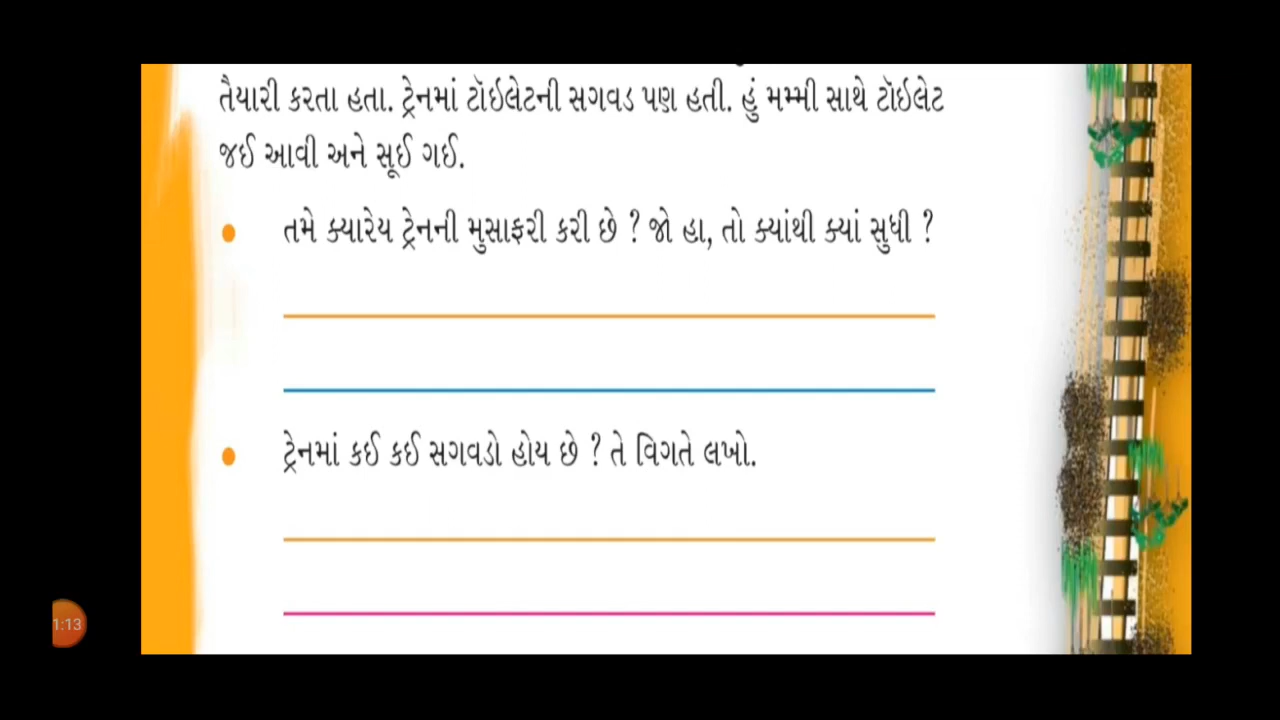 તૈયારી કરતા હતા. ટ્રેનમાં ટૉઇલેટની સગવડ પણ હતી. હું મમ્મી સાથે ટૉઇલેટ
જઈ આવી અને સૂઈ ગઈ.
• તમે ક્યારેય ટ્રેનની મુસાફરી કરી છે ? જો હા, તો ક્યાંથી ક્યાં સુધી ?
• ટ્રેનમાં કઈ કઈ સગવડો હોય છે ? તે વિગતે લખો.
1:13